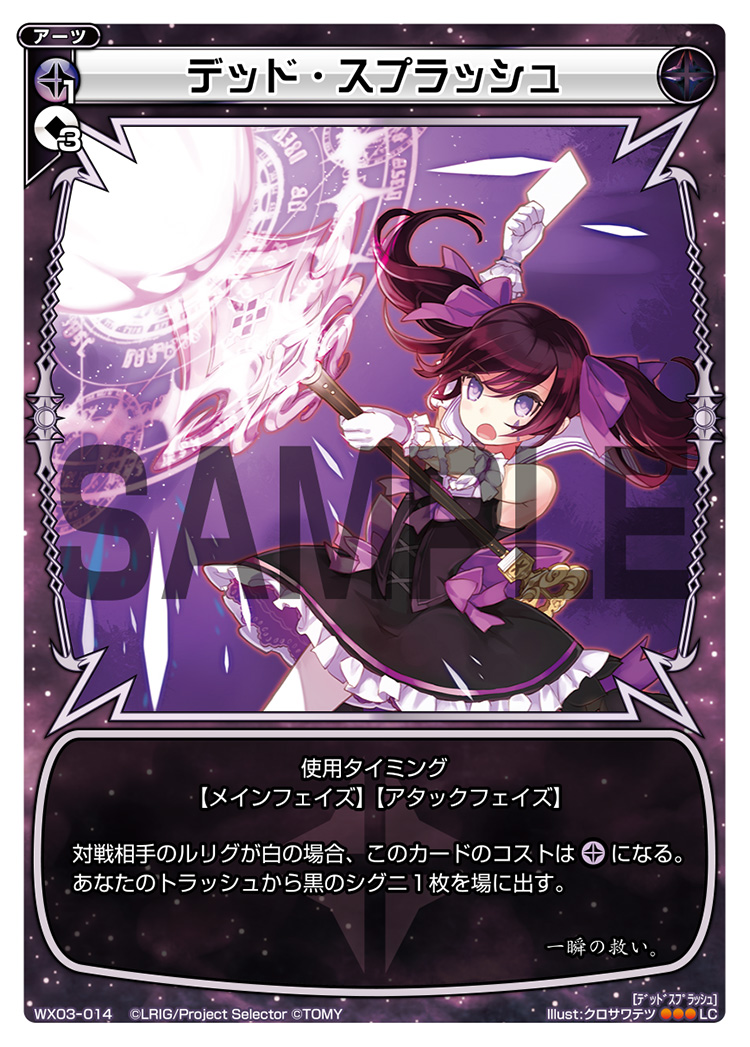 アーツ
デッド・スプラッシュ
1
3
SAMPLE
使用タイミング
【メインフェイズ】【アタックフェイズ】
対戦相手のルリグが白の場合、このカードのコストは になる。
あなたのトラッシュから黒のシグニ1枚を場に出す。
一瞬の救い。
[デッドスプラッシュ]
WX03-014 ©LRIG/Project Selector ©TOMY Illust:クロサワテツ LC